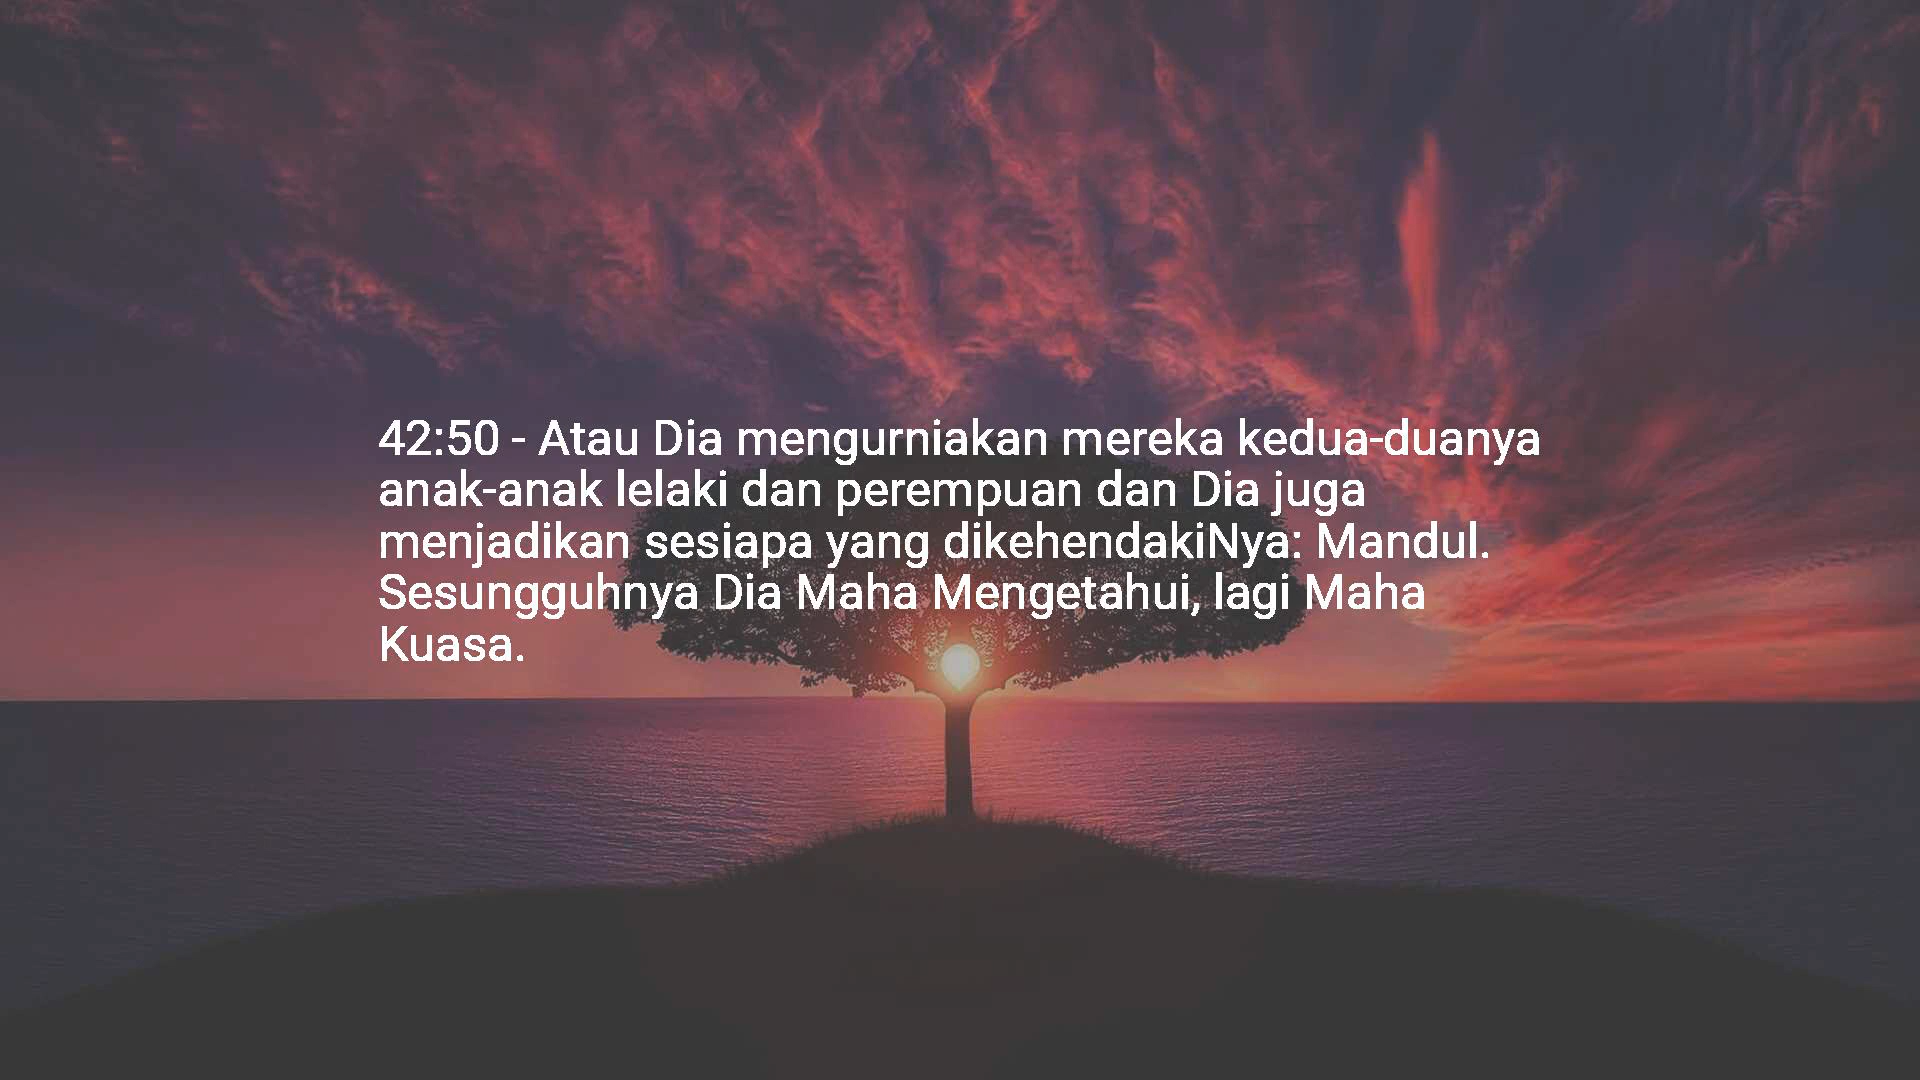 42:50 - Atau Dia mengurniakan mereka kedua-duanya
anak-anak lelaki dan perempuan dan Dia juga
menjadikan sesiapa yang dikehendakiNya: Mandul.
Sesungguhnya Dia Maha Mengetahui, lagi Maha
Kuasa.